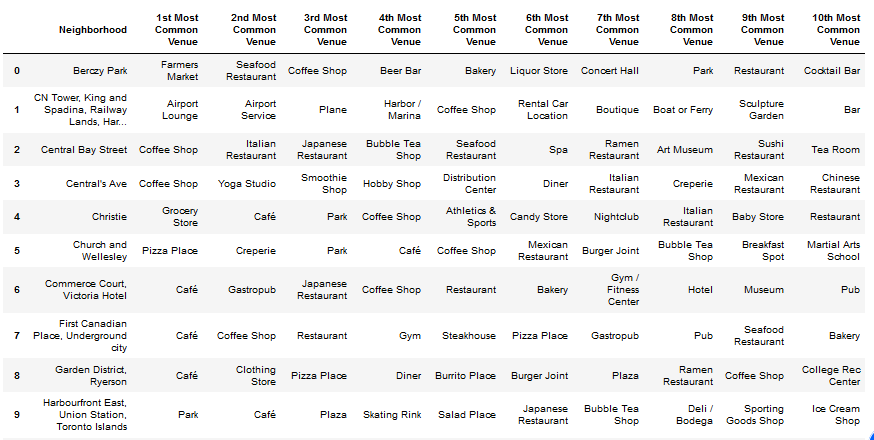 Neighborhood 1st Most Common Venue 2nd Most Common Venue 3rd Most Common Venue 4th Most Common Venue 5th Most Common Venue 6th Most Common Venue 7th Most Common Venue 8th Most Common Venue 9th Most Common Venue 10th Most Common Venue
0 Berczy Park Farmers Market Seafood Restaurant Coffee Shop Beer Bar Bakery Liquor Store Concert Hall Park Restaurant Cocktail Bar
1 CN Tower, King and Spadina, Railway Lands, Har... Airport Lounge Airport Service Plane Harbor / Marina Coffee Shop Rental Car Location Boutique Boat or Ferry Sculpture Garden Bar
2 Central Bay Street Coffee Shop Italian Restaurant Japanese Restaurant Bubble Tea Shop Seafood Restaurant Spa Ramen Restaurant Art Museum Sushi Restaurant Tea Room
3 Central's Ave Coffee Shop Yoga Studio Smoothie Shop Hobby Shop Distribution Center Diner Italian Restaurant Creperie Mexican Restaurant Chinese Restaurant
4 Christie Grocery Store Café Park Coffee Shop Athletics & Sports Candy Store Nightclub Italian Restaurant Baby Store Restaurant
5 Church and Wellesley Pizza Place Creperie Park Café Coffee Shop Mexican Restaurant Burger Joint Bubble Tea Shop Breakfast Spot Martial Arts School
6 Commerce Court, Victoria Hotel Café Gastropub Japanese Restaurant Coffee Shop Restaurant Bakery Gym / Fitness Center Hotel Museum Pub
7 First Canadian Place, Underground city Café Coffee Shop Restaurant Gym Steakhouse Pizza Place Gastropub Pub Seafood Restaurant Bakery
8 Garden District, Ryerson Café Clothing Store Pizza Place Diner Burrito Place Burger Joint Plaza Ramen Restaurant Coffee Shop College Rec Center
9 Harbourfront East, Union Station, Toronto Islands Park Café Plaza Skating Rink Salad Place Japanese Restaurant Bubble Tea Shop Deli / Bodega Sporting Goods Shop Ice Cream Shop